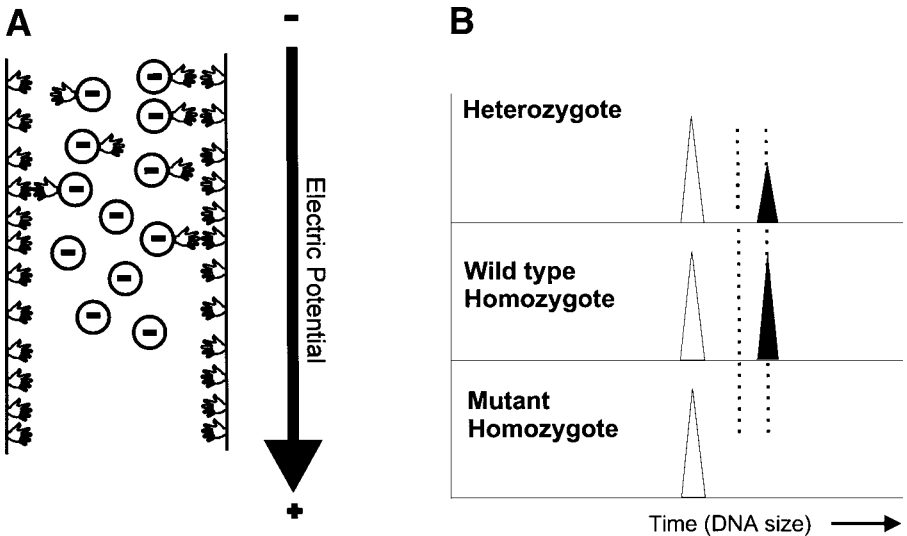 A
-
Electric Potential
+
B
Heterozygote
Wild type
Homozygote
Mutant
Homozygote
Time (DNA size)